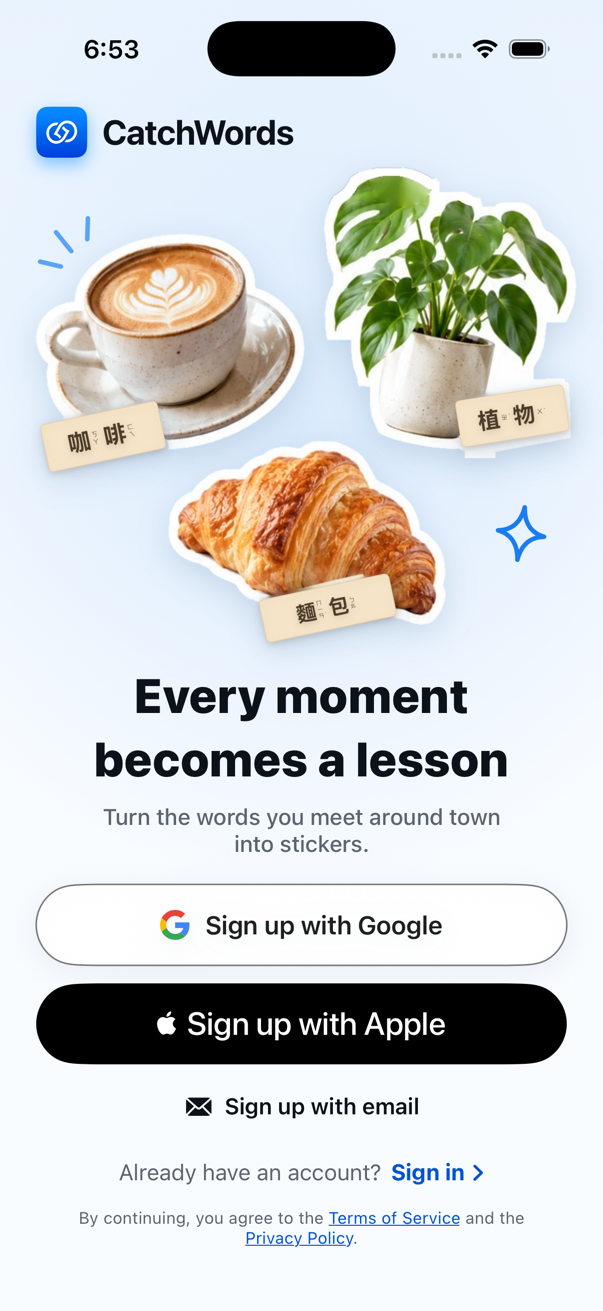 6:53
CatchWords
咖啡
植物
麵包
Every moment
becomes a lesson
Turn the words you meet around town
into stickers.
Sign up with Google
Sign up with Apple
Sign up with email
Already have an account? Sign in
By continuing, you agree to the Terms of Service and the
Privacy Policy.